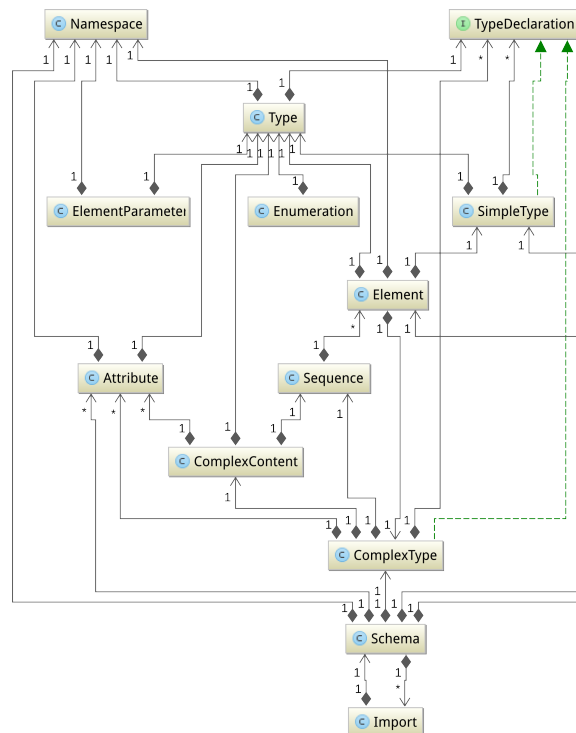 C Namespace
I TypeDeclaration
1 1 1 1 1 1 * *
1 1
C Type
1 1 1 1 1 1
1 1 1 1 1
C ElementParameter
C Enumeration
C SimpleType
1 1 1 1 1
C Element
* 1 1
1 1 1
C Attribute
C Sequence
* * * 1 1
1 1
C ComplexContent
1 1
1 1 1 1 1
C ComplexType
1
1 1 1 1 1
C Schema
1 1
1 *
C Import